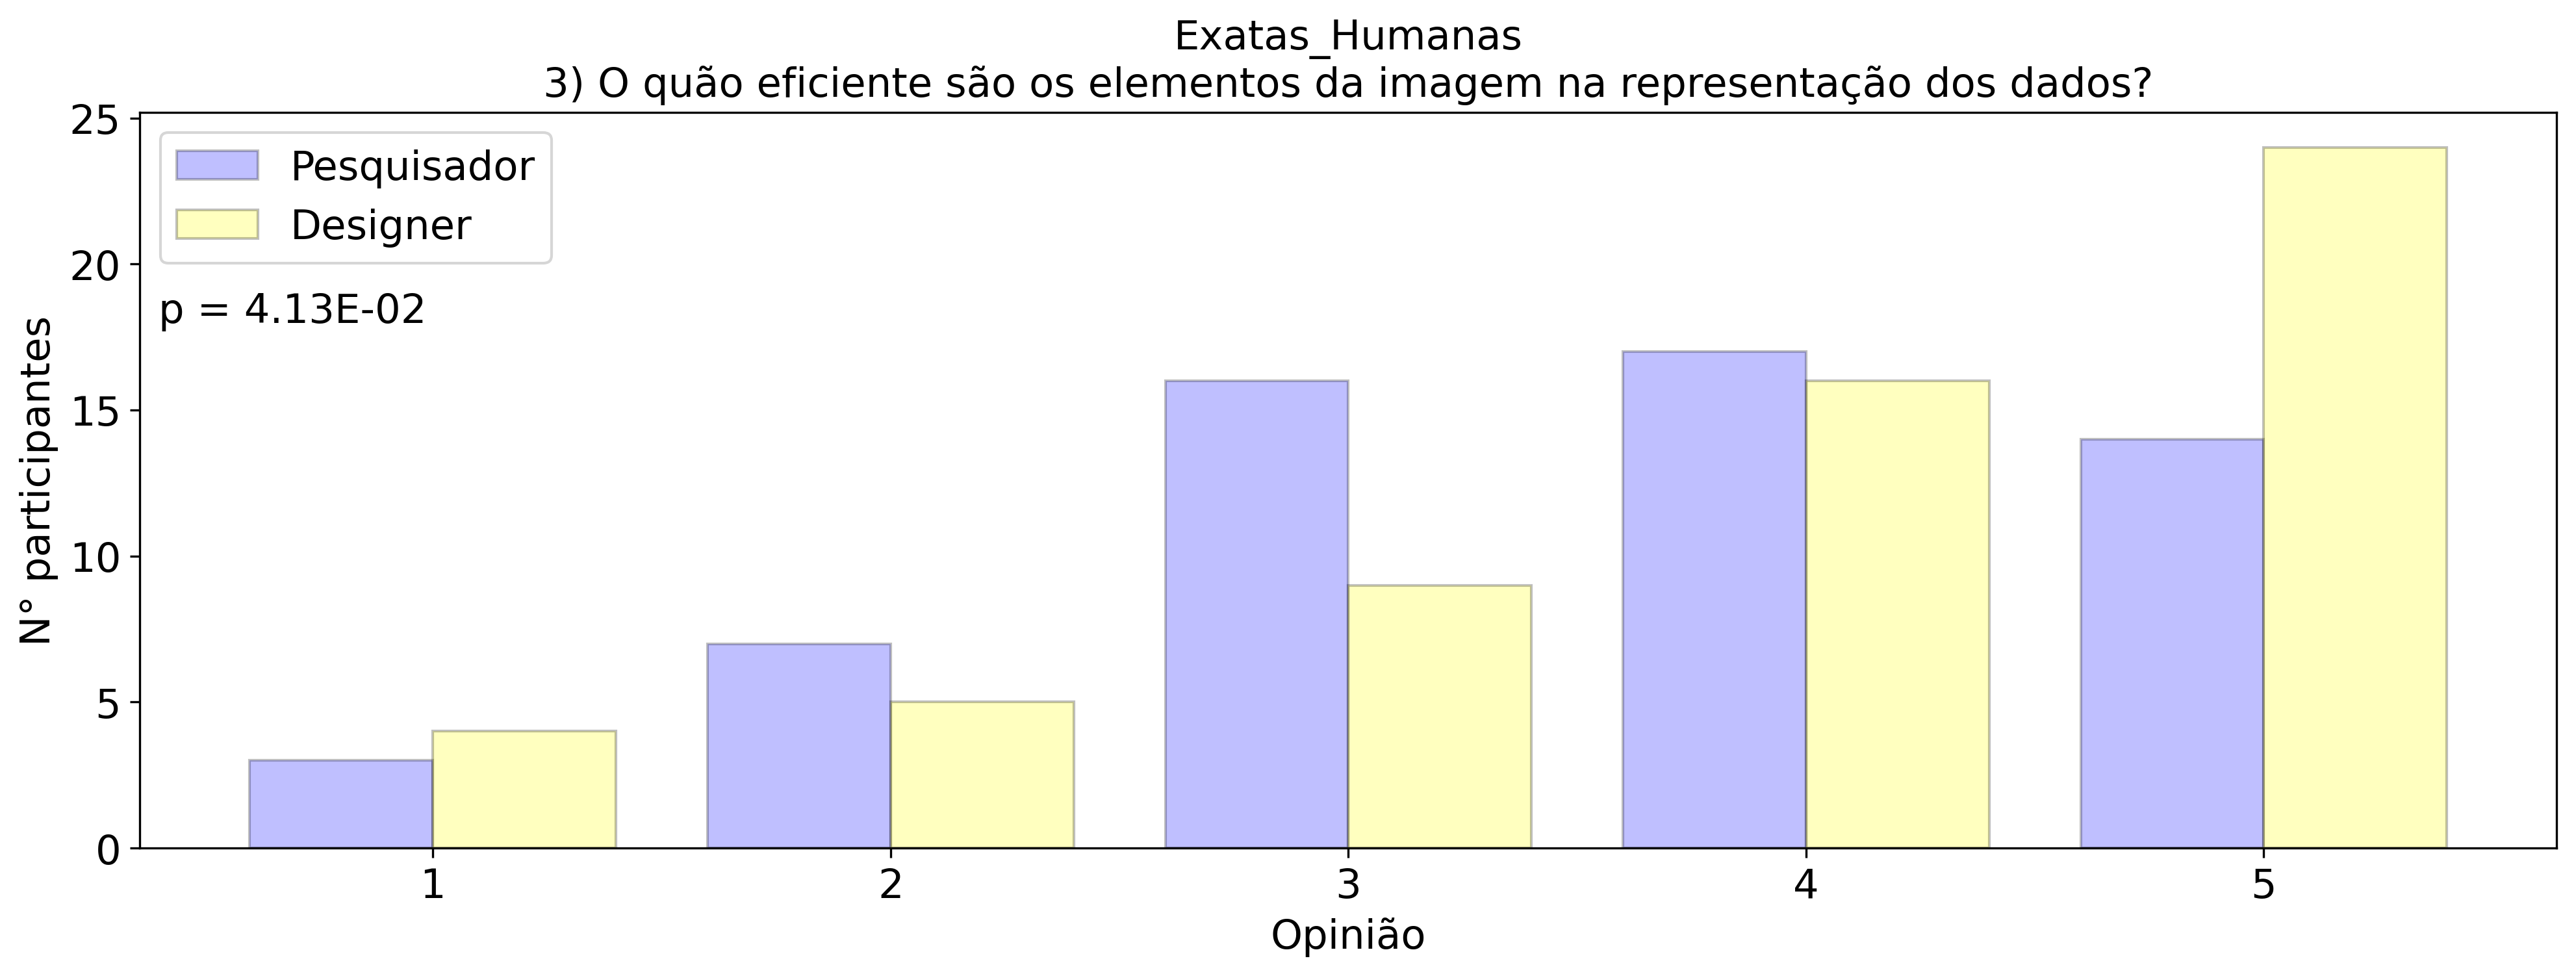 Exatas_Humanas
3) O quão eficiente são os elementos da imagem na representação dos dados?
25
20
15
10
5
0
N° participantes
Pesquisador
Designer
p = 4.13E-02
1 2 3 4 5
Opinião